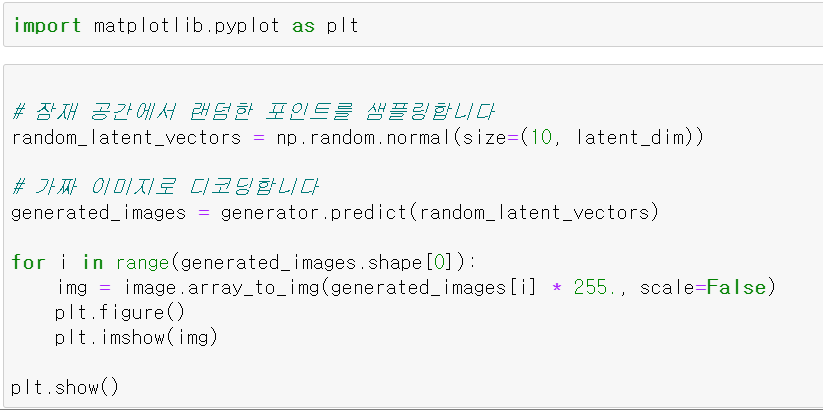 import matplotlib.pyplot as plt
# 잠재 공간에서 랜덤한 포인트를 샘플링합니다
random_latent_vectors = np.random.normal(size=(10, latent_dim))
# 가짜 이미지로 디코딩합니다
generated_images = generator.predict(random_latent_vectors)
for i in range(generated_images.shape[0]):
    img = image.array_to_img(generated_images[i] * 255., scale=False)
    plt.figure()
    plt.imshow(img)
plt.show()